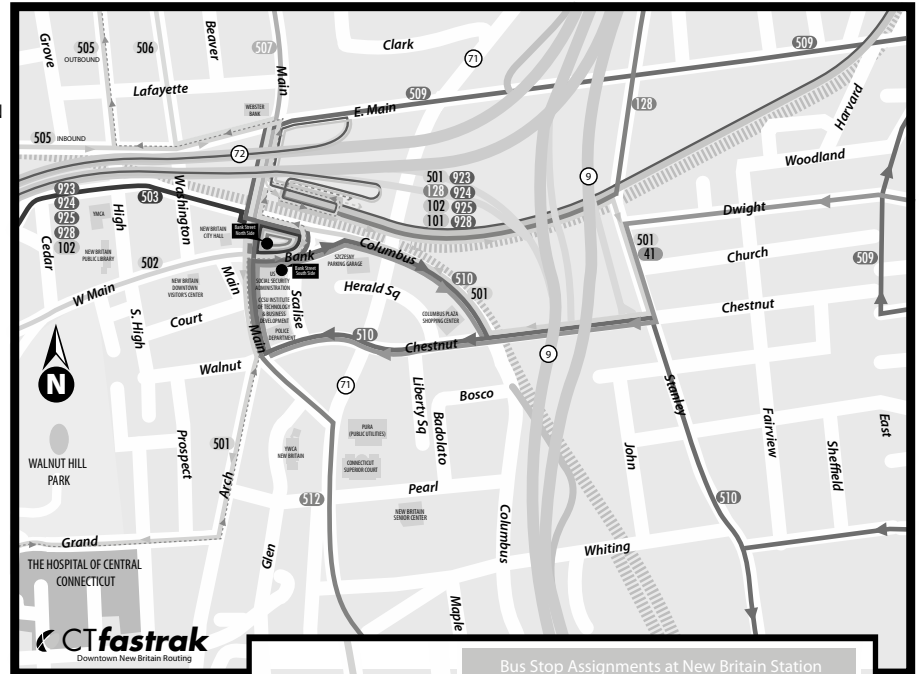 Grove
505
OUTBOUND
506
Beaver
507
Main
Clark
71
509
Lafayette
WEBSTER
BANK
509
E. Main
128
Harvard
505 INBOUND
72
Woodland
501 923
128 924
102 925
101 928
9
923
924
925
928
102
Cedar
YMCA
High
NEW BRITAIN
PUBLIC LIBRARY
Washington
503
NEW BRITAIN
CITY HALL
Bank Street
North Side
Bank Street
South Side
Bank
Columbus
Dwight
501
41
Church
509
502
W Main
NEW BRITAIN
DOWNTOWN
VISITOR'S CENTER
Main
US
SOCIAL SECURITY
ADMINISTRATION
CCSU INSTITUTE
OF TECHNOLOGY
& BUSINESS
DEVELOPMENT
POLICE
DEPARTMENT
Scalise
SZCZESNY
PARKING GARAGE
Herald Sq
510
501
COLUMBUS PLAZA
SHOPPING CENTER
Chestnut
S. High
Court
Main
510
Chestnut
9
Walnut
N
71
Liberty Sq
Badolato
Bosco
Stanley
Fairview
Sheffield
East
WALNUT HILL
PARK
Prospect
501
Arch
YWCA
NEW BRITAIN
PURA
(PUBLIC UTILITIES)
CONNECTICUT
SUPERIOR COURT
John
512
Pearl
NEW BRITAIN
SENIOR CENTER
Columbus
510
Grand
Glen
Whiting
THE HOSPITAL OF CENTRAL
CONNECTICUT
Maple
CTfastrak
Downtown New Britain Routing
Bus Stop Assignments at New Britain Station